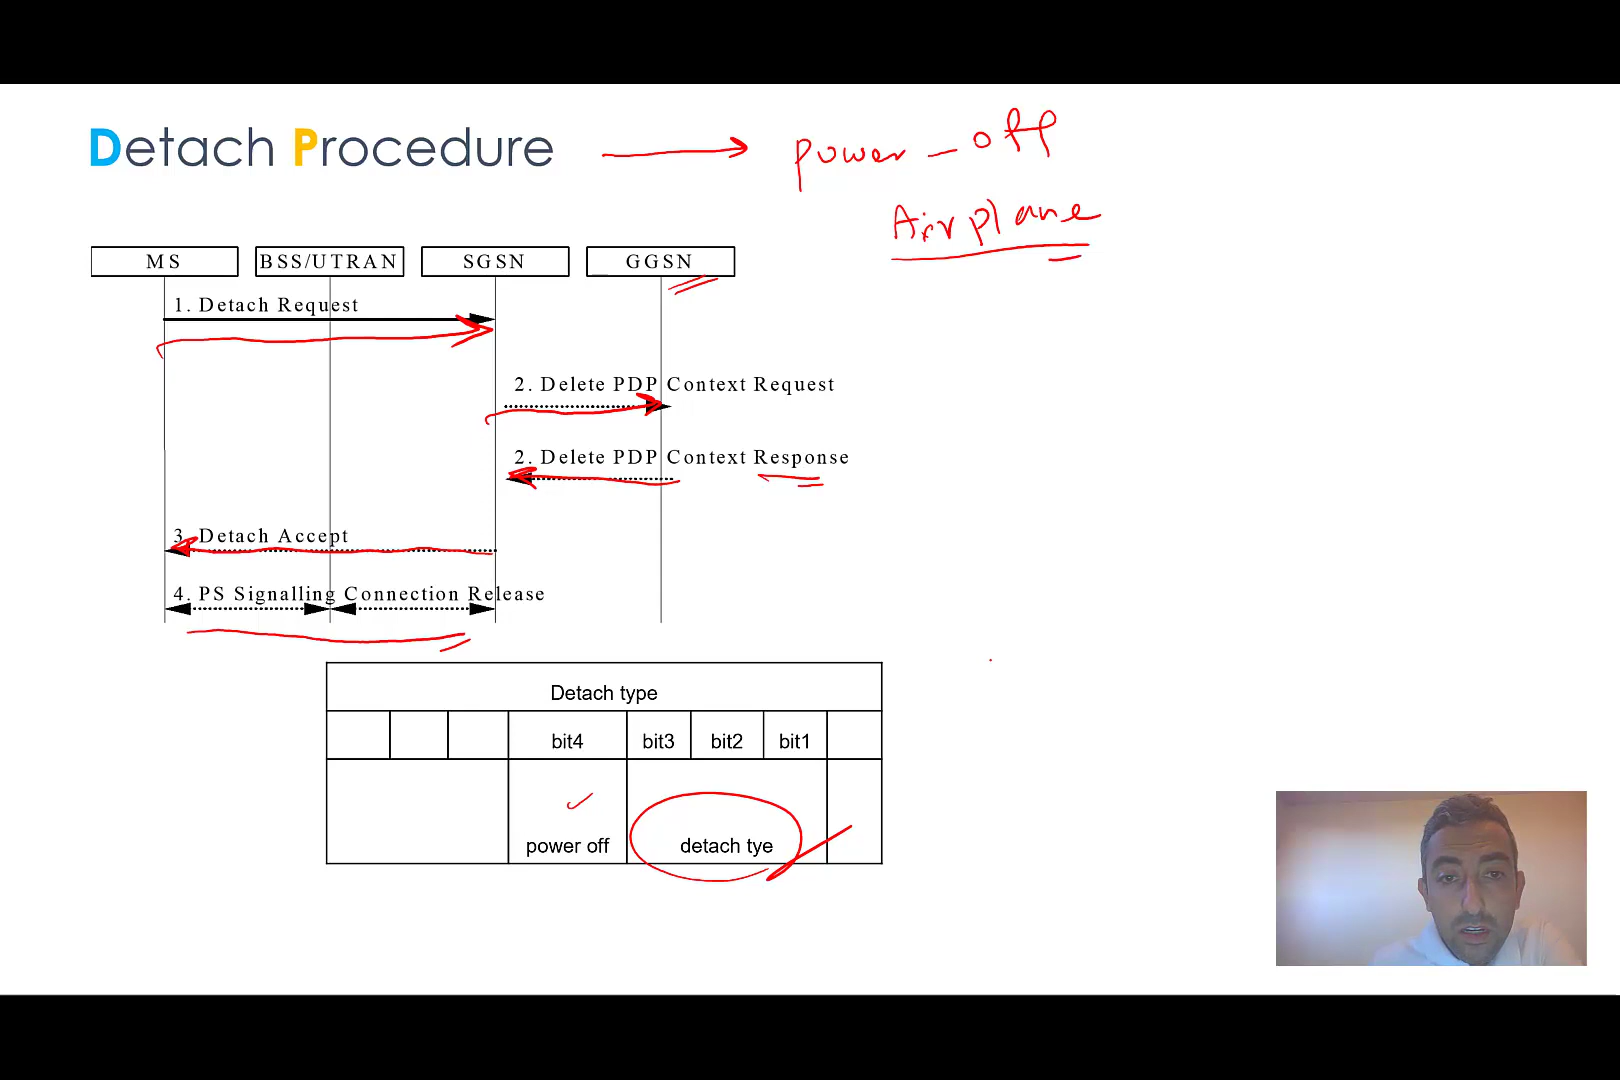 Detach Procedure
power - off
Airplane
MS BSS/UTRAN SGSN GGSN
1. Detach Request
2. Delete PDP Context Request
2. Delete PDP Context Response
3. Detach Accept
4. PS Signalling Connection Release
Detach type
bit4 bit3 bit2 bit1
power off detach tye